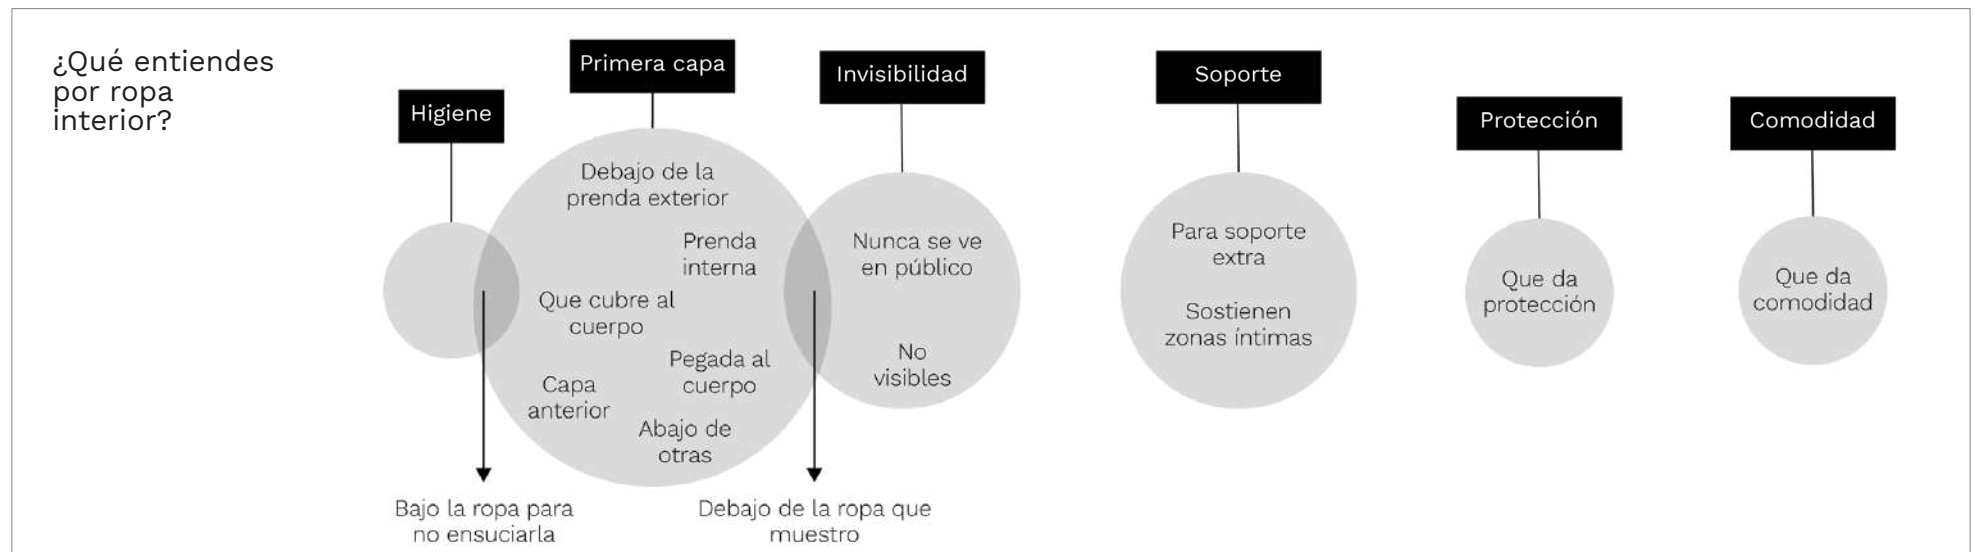 ¿Qué entiendes
por ropa
interior?
Higiene
Primera capa
Invisibilidad
Soporte
Protección
Comodidad
Debajo de la
prenda exterior
Prenda
interna
Que cubre al
cuerpo
Pegada al
cuerpo
Capa
anterior
Abajo de
otras
Nunca se ve
en público
No
visibles
Para soporte
extra
Sostienen
zonas íntimas
Que da
protección
Que da
comodidad
Bajo la ropa para
no ensuciarla
Debajo de la ropa que
muestro